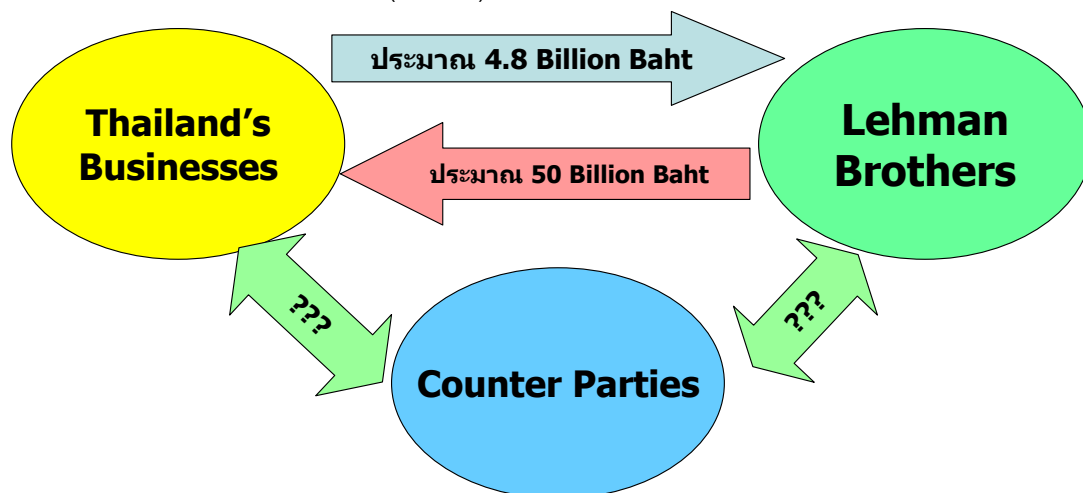 ประมาณ 4.8 Billion Baht
Thailand’s
Businesses
Lehman
Brothers
ประมาณ 50 Billion Baht
???
???
Counter Parties